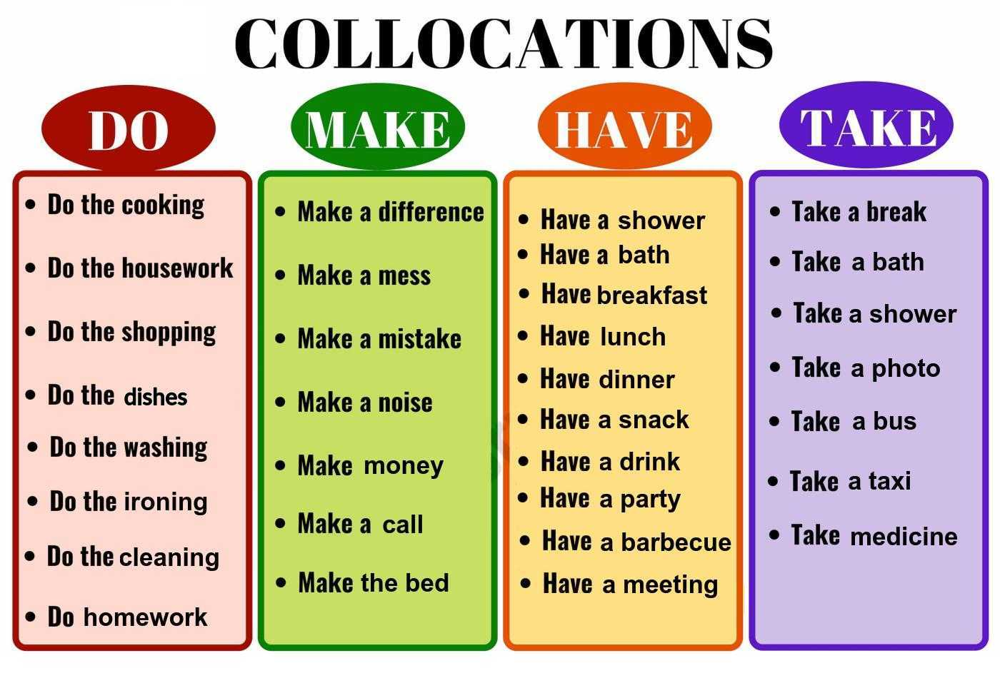 COLLOCATIONS
DO
• Do the cooking
• Do the housework
• Do the shopping
• Do the dishes
• Do the washing
• Do the ironing
• Do the cleaning
• Do homework
MAKE
• Make a difference
• Make a mess
• Make a mistake
• Make a noise
• Make money
• Make a call
• Make the bed
HAVE
• Have a shower
• Have a bath
• Have breakfast
• Have lunch
• Have dinner
• Have a snack
• Have a drink
• Have a party
• Have a barbecue
• Have a meeting
TAKE
• Take a break
• Take a bath
• Take a shower
• Take a photo
• Take a bus
• Take a taxi
• Take medicine